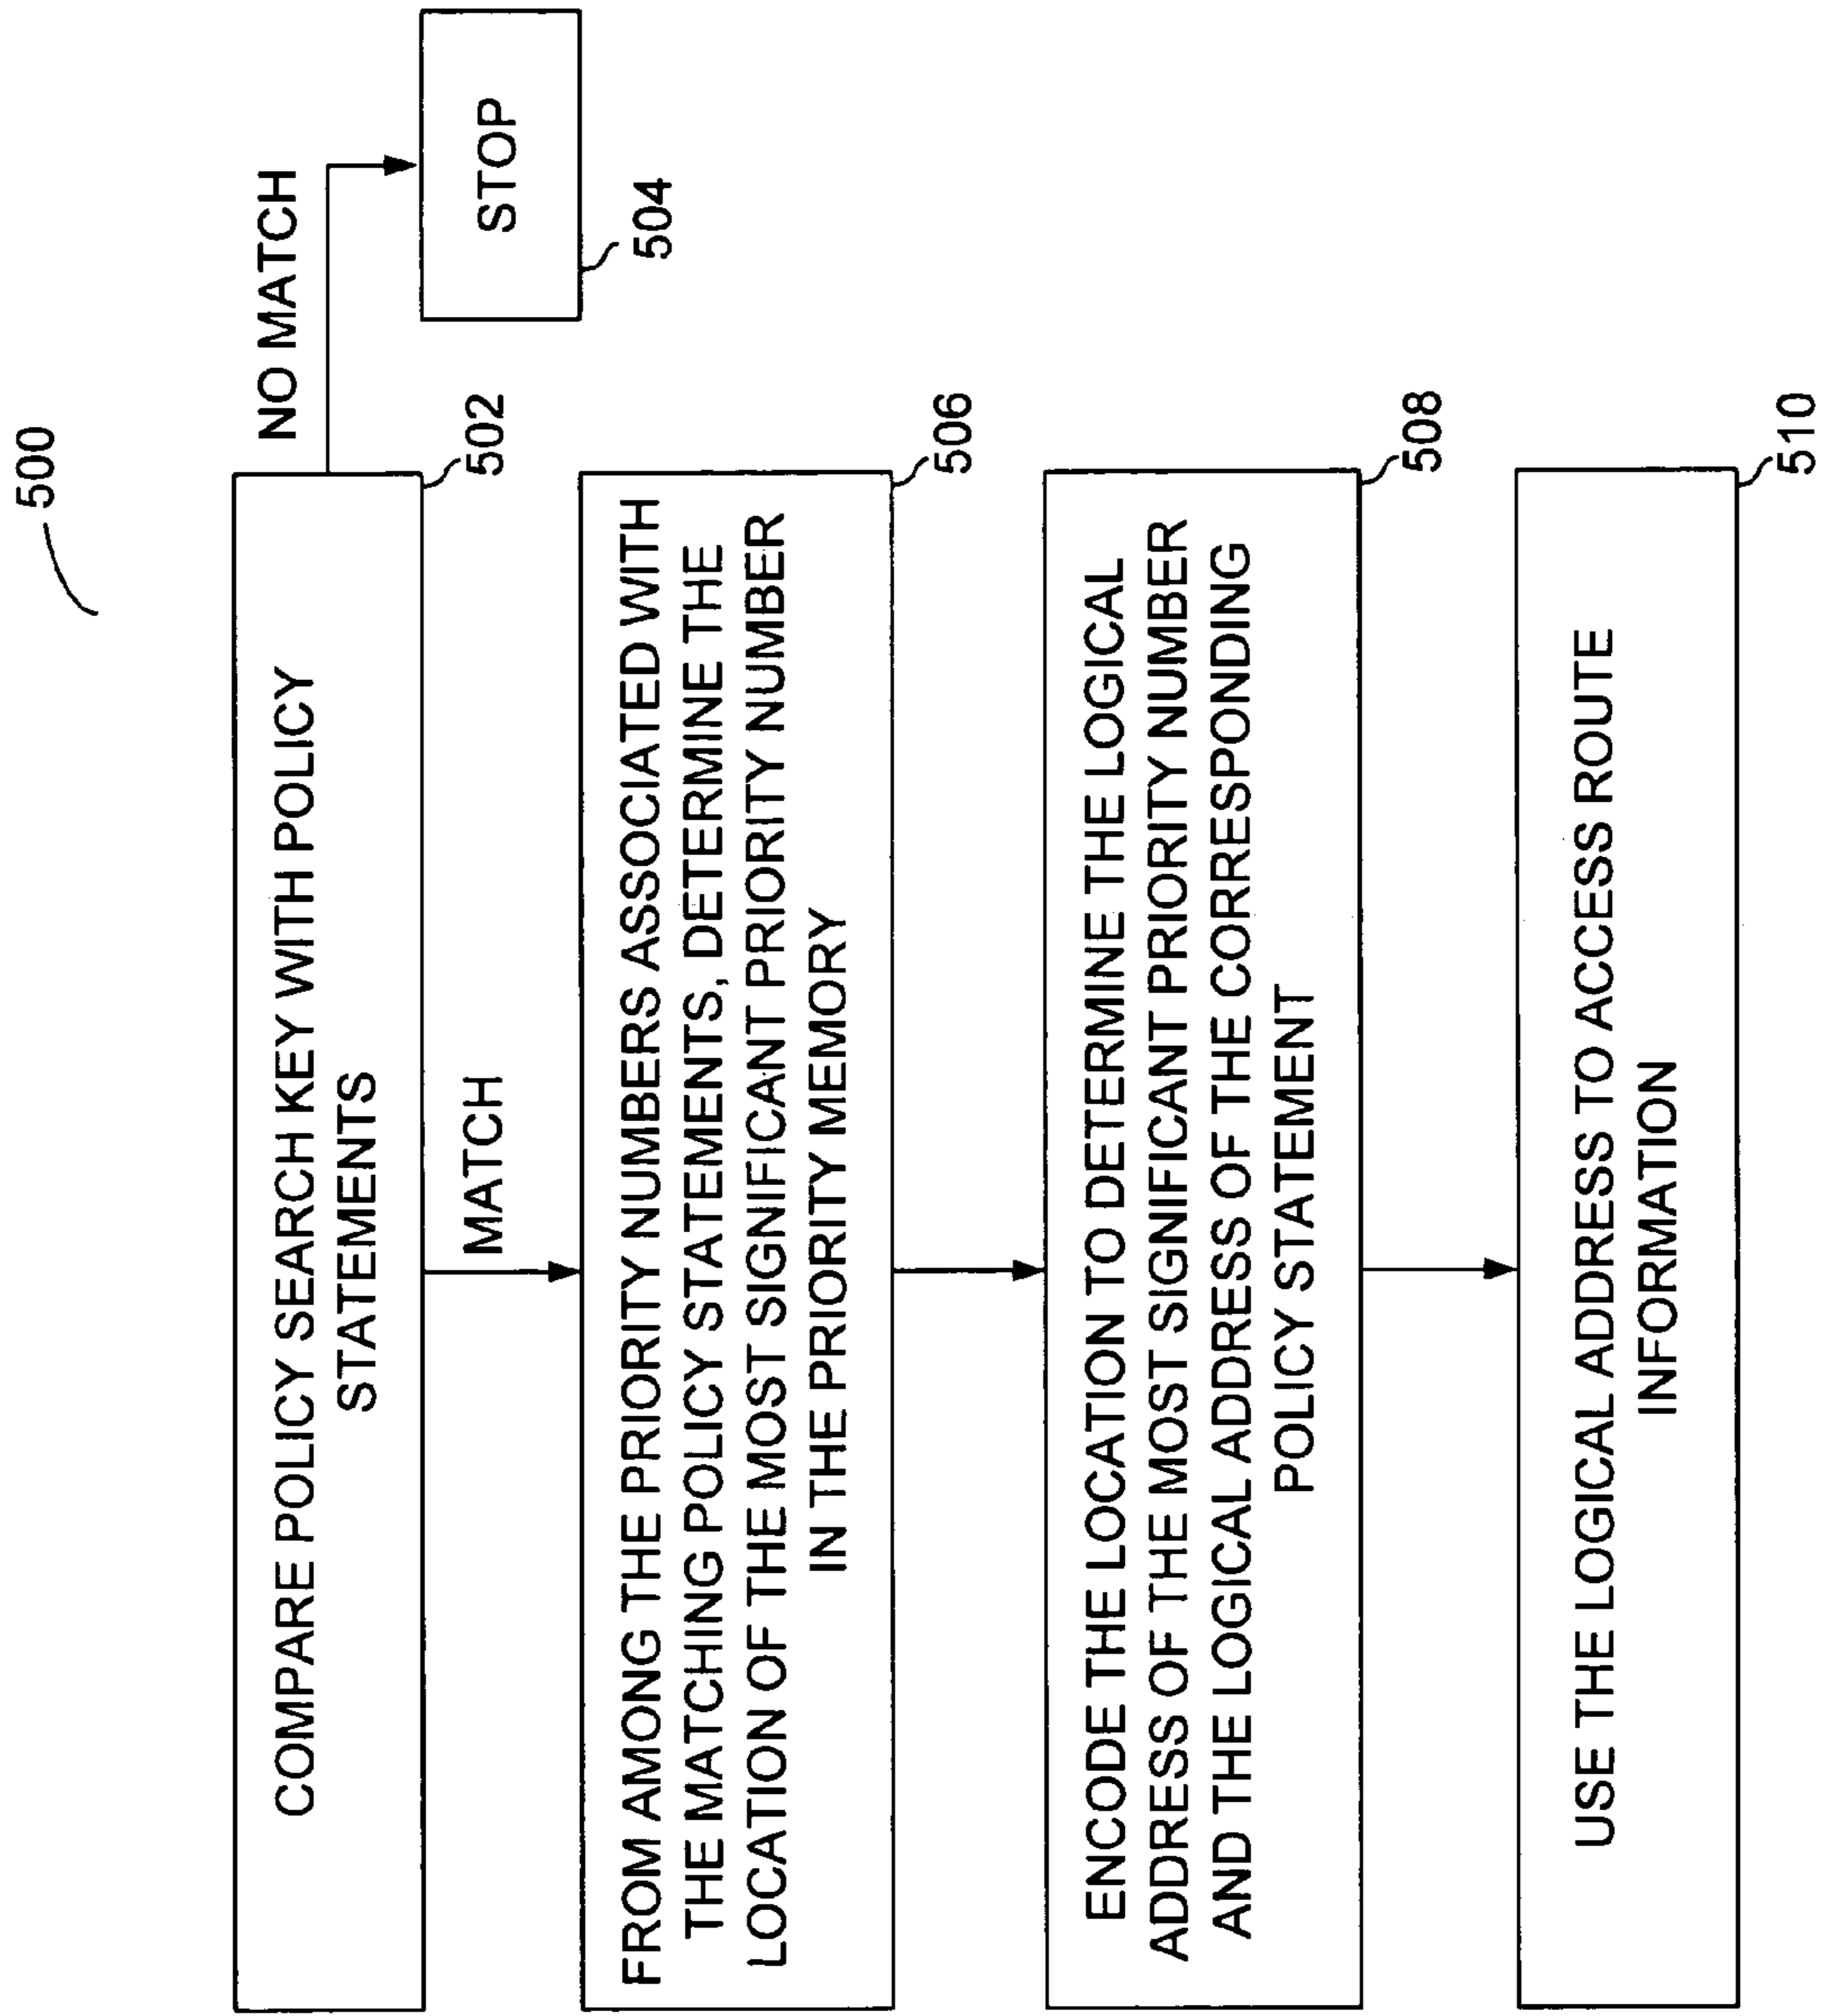 500
COMPARE POLICY SEARCH KEY WITH POLICY
STATEMENTS
502
NO MATCH
STOP
504
MATCH
FROM AMONG THE PRIORITY NUMBERS ASSOCIATED WITH
THE MATCHING POLICY STATEMENTS, DETERMINE THE
LOCATION OF THE MOST SIGNIFICANT PRIORITY NUMBER
IN THE PRIORITY MEMORY
506
ENCODE THE LOCATION TO DETERMINE THE LOGICAL
ADDRESS OF THE MOST SIGNIFICANT PRIORITY NUMBER
AND THE LOGICAL ADDRESS OF THE CORRESPONDING
POLICY STATEMENT
508
USE THE LOGICAL ADDRESS TO ACCESS ROUTE
INFORMATION
510